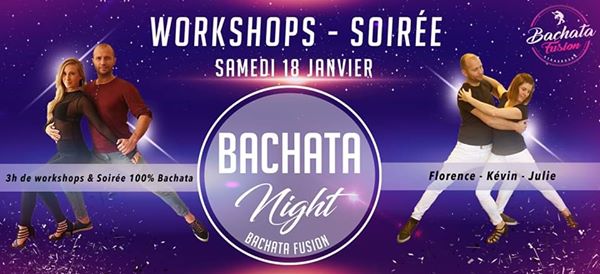 WORKSHOPS - SOIRÉE
SAMEDI 18 JANVIER
Bachata
Fusion
3h de workshops & Soirée 100% Bachata
BACHATA
Night
BACHATA FUSION
Florence - Kévin - Julie